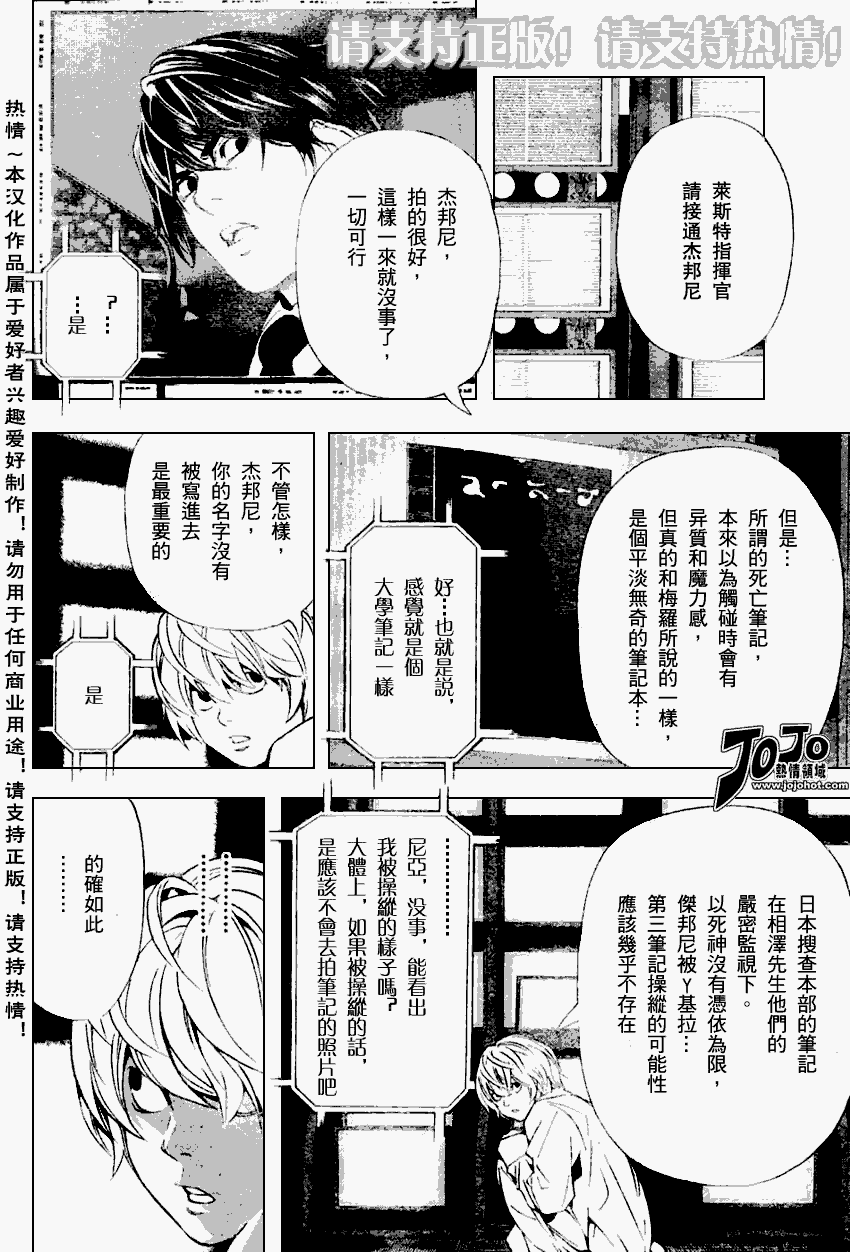 请支持正版！请支持热情！
热情～本汉化作品属于爱好者兴趣爱好制作！请勿用于任何商业用途！请支持正版！请支持热情！
萊斯特指揮官
請接通杰邦尼
杰邦尼，
拍的很好，
這樣一來就沒事了，
一切可行
？…
…是
但是…
所謂的死亡筆記，
本來以為觸碰時會有
异質和魔力感，
但真的和梅羅所說的一樣，
是個平淡無奇的筆記本…
好…也就是說，
感覺就是個
大學筆記一樣
不管怎樣，
杰邦尼，
你的名字沒有
被寫進去
是最重要的
是
JOJO
熱情領域
www.jojohot.com
日本搜查本部的筆記
在相澤先生他們的
嚴密監視下。
以死神沒有憑依為限，
傑邦尼被Y基拉…
第三筆記操縱的可能性
應該幾乎不存在
………………
尼亞，没事，能看出
我被操縱的樣子嗎？
大體上，如果被操縱的話，
是應該不會去拍筆記的照片吧
………
………
的確如此
………